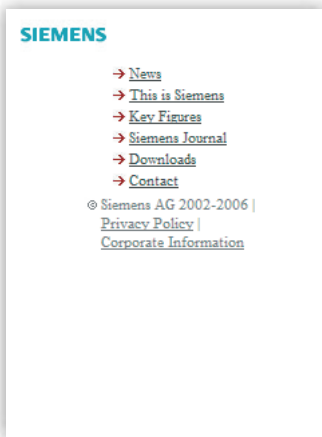 SIEMENS
→ News
→ This is Siemens
→ Key Figures
→ Siemens Journal
→ Downloads
→ Contact
© Siemens AG 2002-2006 |
Privacy Policy |
Corporate Information